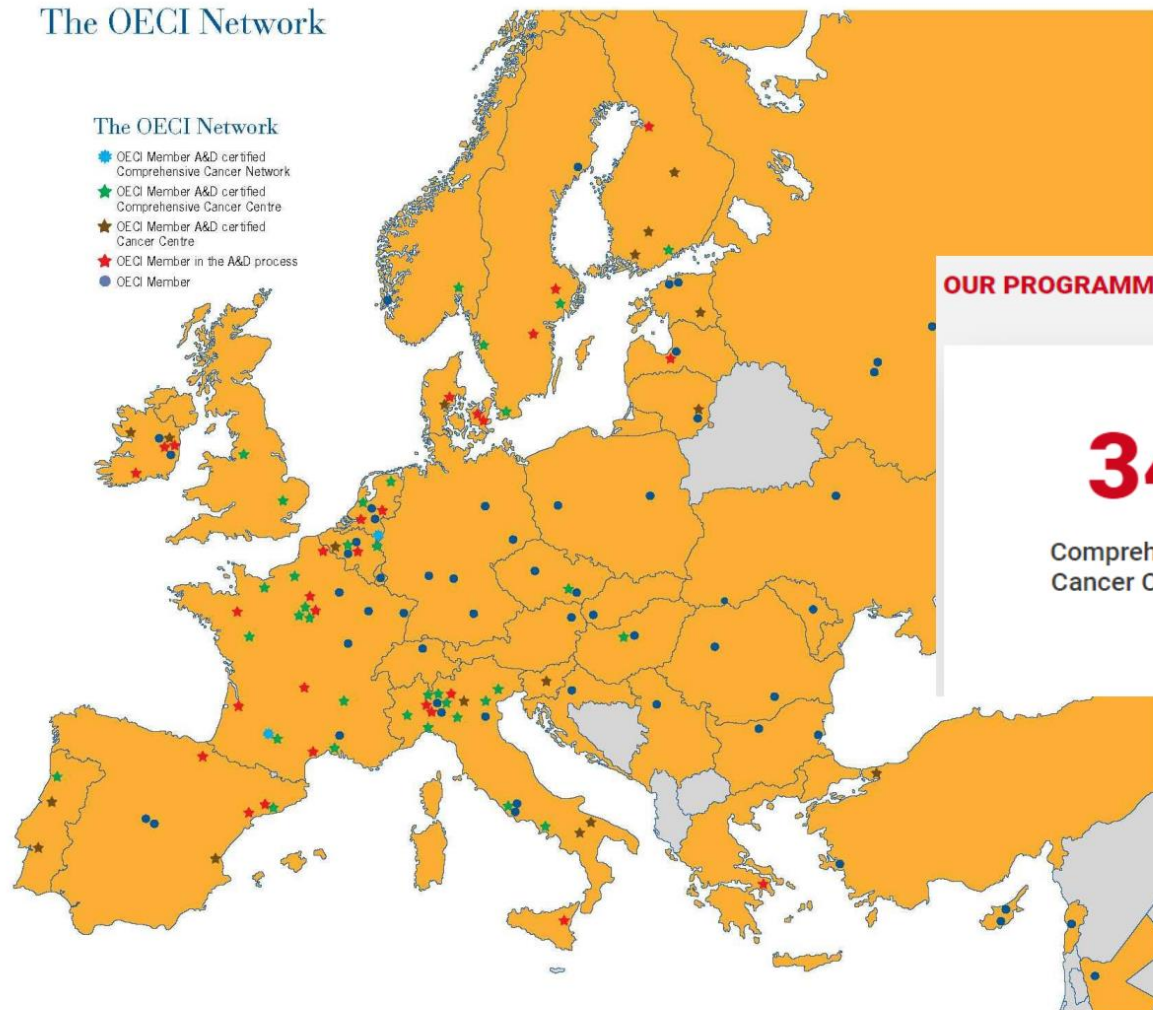 The OECI Network
The OECI Network
OECI Member A&D certified
Comprehensive Cancer Network
OECI Member A&D certified
Comprehensive Cancer Centre
OECI Member A&D certified
Cancer Centre
OECI Member in the A&D process
OECI Member
OUR PROGRAMM
34
Compreh
Cancer C